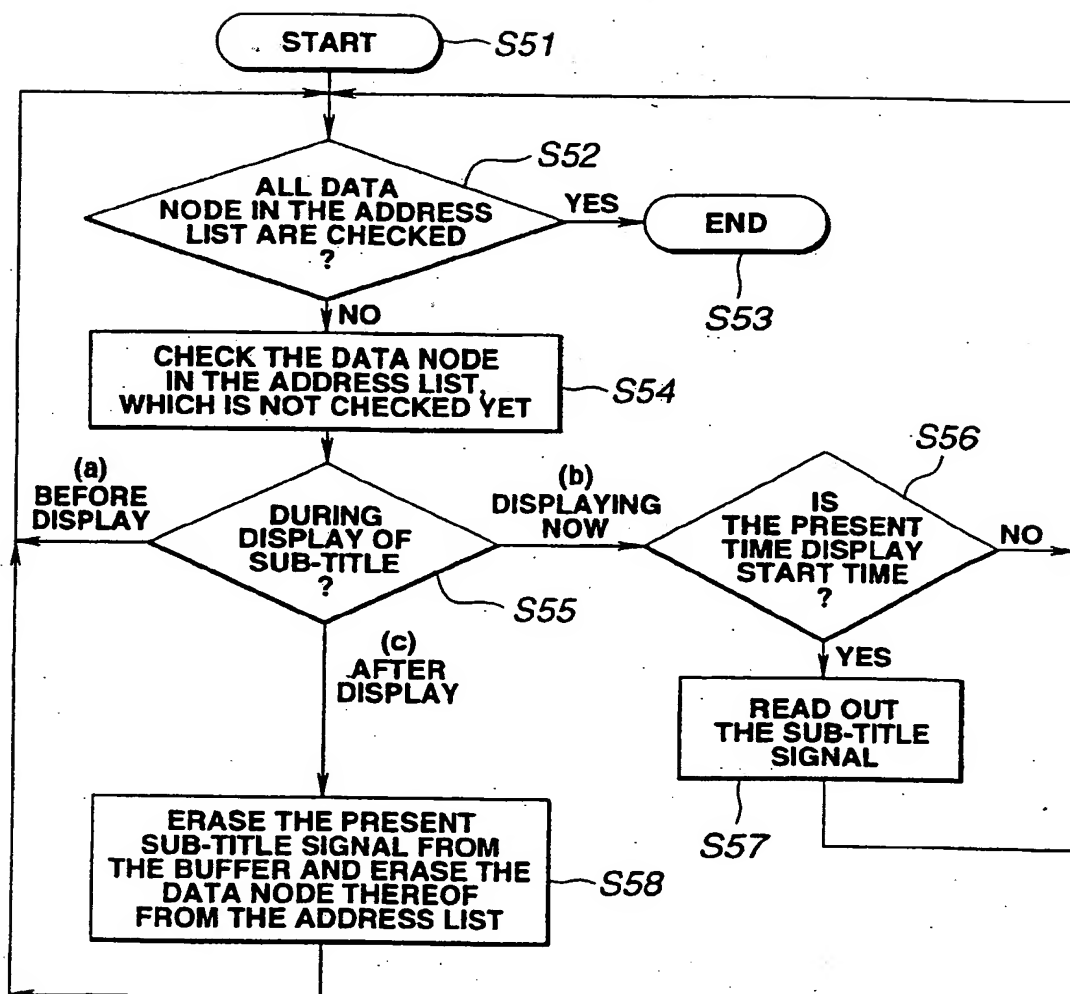 START
S51
S52
ALL DATA
NODE IN THE ADDRESS
LIST ARE CHECKED
?
YES
END
S53
NO
CHECK THE DATA NODE
IN THE ADDRESS LIST,
WHICH IS NOT CHECKED YET
S54
(a)
BEFORE
DISPLAY
DURING
DISPLAY OF
SUB-TITLE
?
S55
(b)
DISPLAYING
NOW
S56
IS
THE PRESENT
TIME DISPLAY
START TIME
?
NO
(c)
AFTER
DISPLAY
YES
READ OUT
THE SUB-TITLE
SIGNAL
S57
ERASE THE PRESENT
SUB-TITLE SIGNAL FROM
THE BUFFER AND ERASE THE
DATA NODE THEREOF
FROM THE ADDRESS LIST
S58